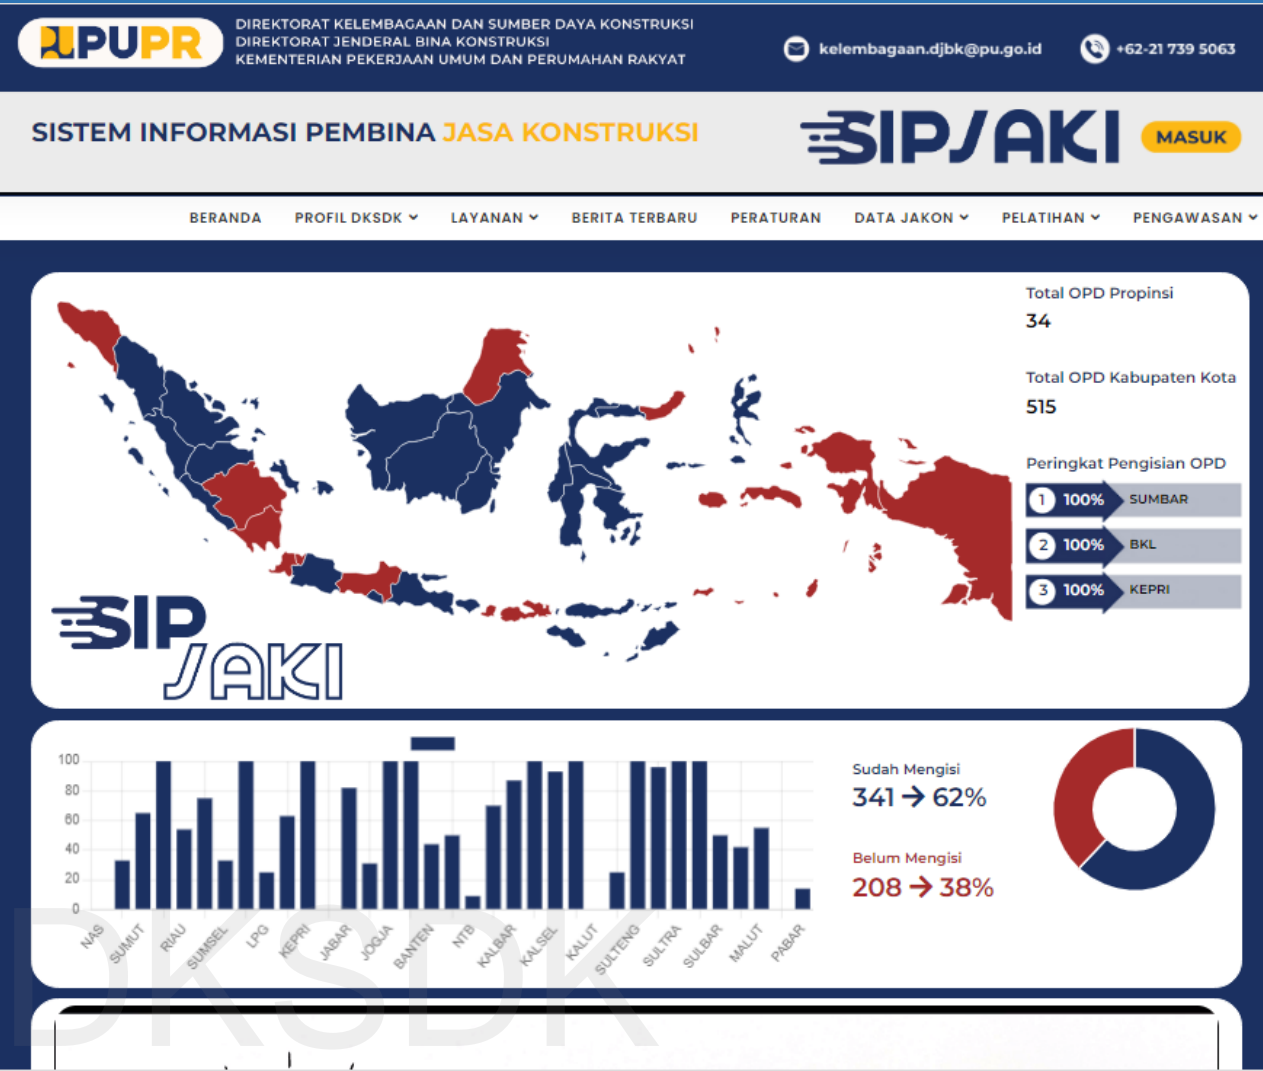 PUPR
DIREKTORAT KELEMBAGAAN DAN SUMBER DAYA KONSTRUKSI
DIREKTORAT JENDERAL BINA KONSTRUKSI
KEMENTERIAN PEKERJAAN UMUM DAN PERUMAHAN RAKYAT
kelembagaan.djbk@pu.go.id
+62-21 739 5063
SISTEM INFORMASI PEMBINA JASA KONSTRUKSI
SIPJAKI
MASUK
BERANDA PROFIL DKSDK LAYANAN BERITA TERBARU PERATURAN DATA JAKON PELATIHAN PENGAWASAN
Total OPD Propinsi
34
Total OPD Kabupaten Kota
515
Peringkat Pengisian OPD
1 100% SUMBAR
2 100% BKL
3 100% KEPRI
SIP
JAKI
100
80
60
40
20
0
NAS SUMUT RIAU SUMSEL LPG KEPRI JABAR JOGJA BANTEN NTB KALBAR KALSEL KALUT SULTENG SULTRA SULBAR MALUT PABAR
Sudah Mengisi
341 → 62%
Belum Mengisi
208 → 38%
DKSDK